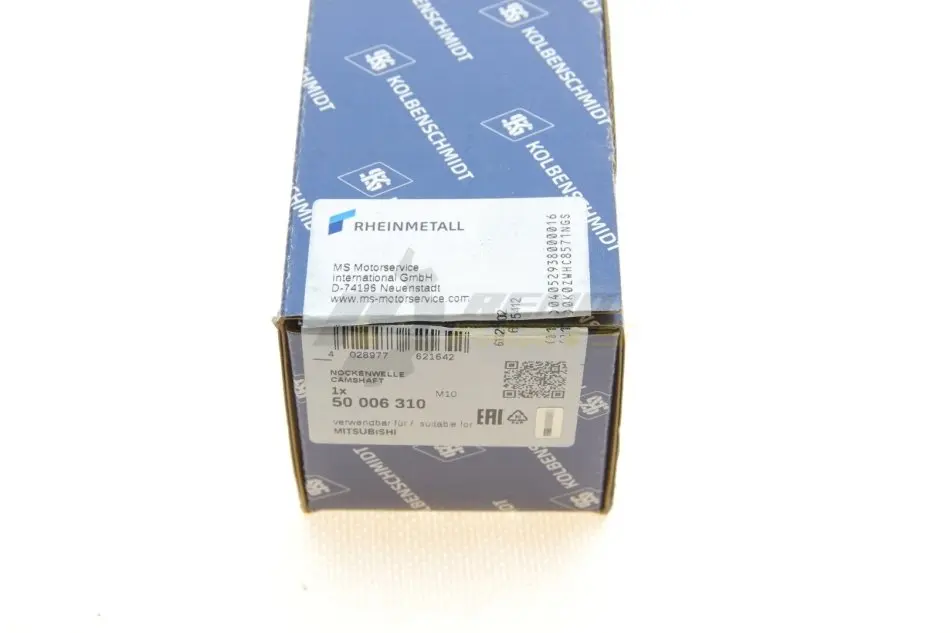 KOLBENSCHMIDT
KOLBENSCHMIDT
KOLBENSCHMIDT
KOLBENSCHMIDT
RHEINMETALL
MS Motorservice
International GmbH
D-74196 Neuenstadt
www.ms-motorservice.com
4 028977 621642
NOCKENWELLE
CAMSHAFT
1x
M10
50 006 310
verwendbar für / suitable for
MITSUBISHI
EAC
KOLBENSCHMIDT
KOLBENSCHMIDT